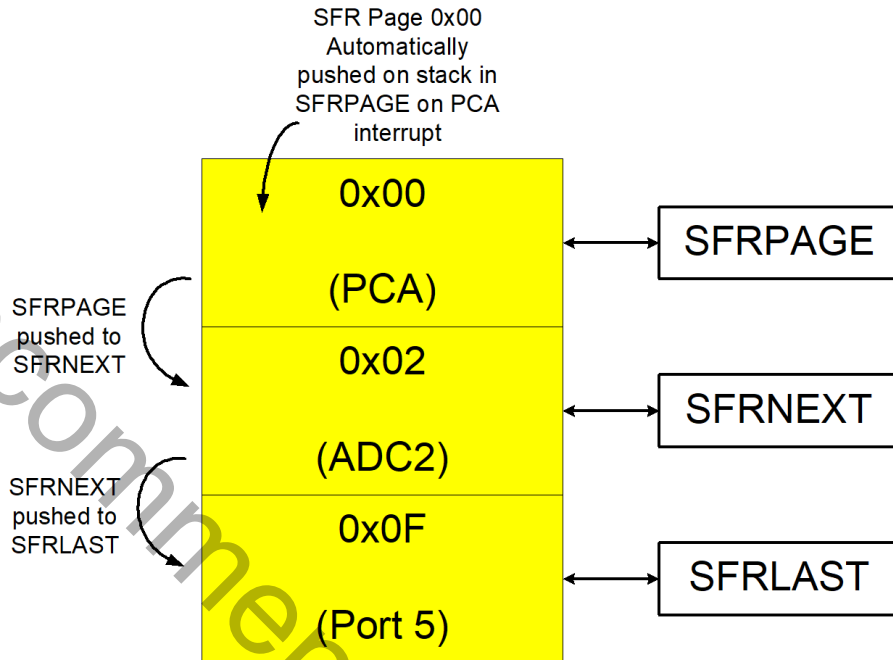 SFR Page 0x00
Automatically
pushed on stack in
SFRPAGE on PCA
interrupt
0x00
(PCA)
SFRPAGE
SFRPAGE
pushed to
SFRNEXT
0x02
(ADC2)
SFRNEXT
SFRNEXT
pushed to
SFRLAST
0x0F
(Port 5)
SFRLAST
commen